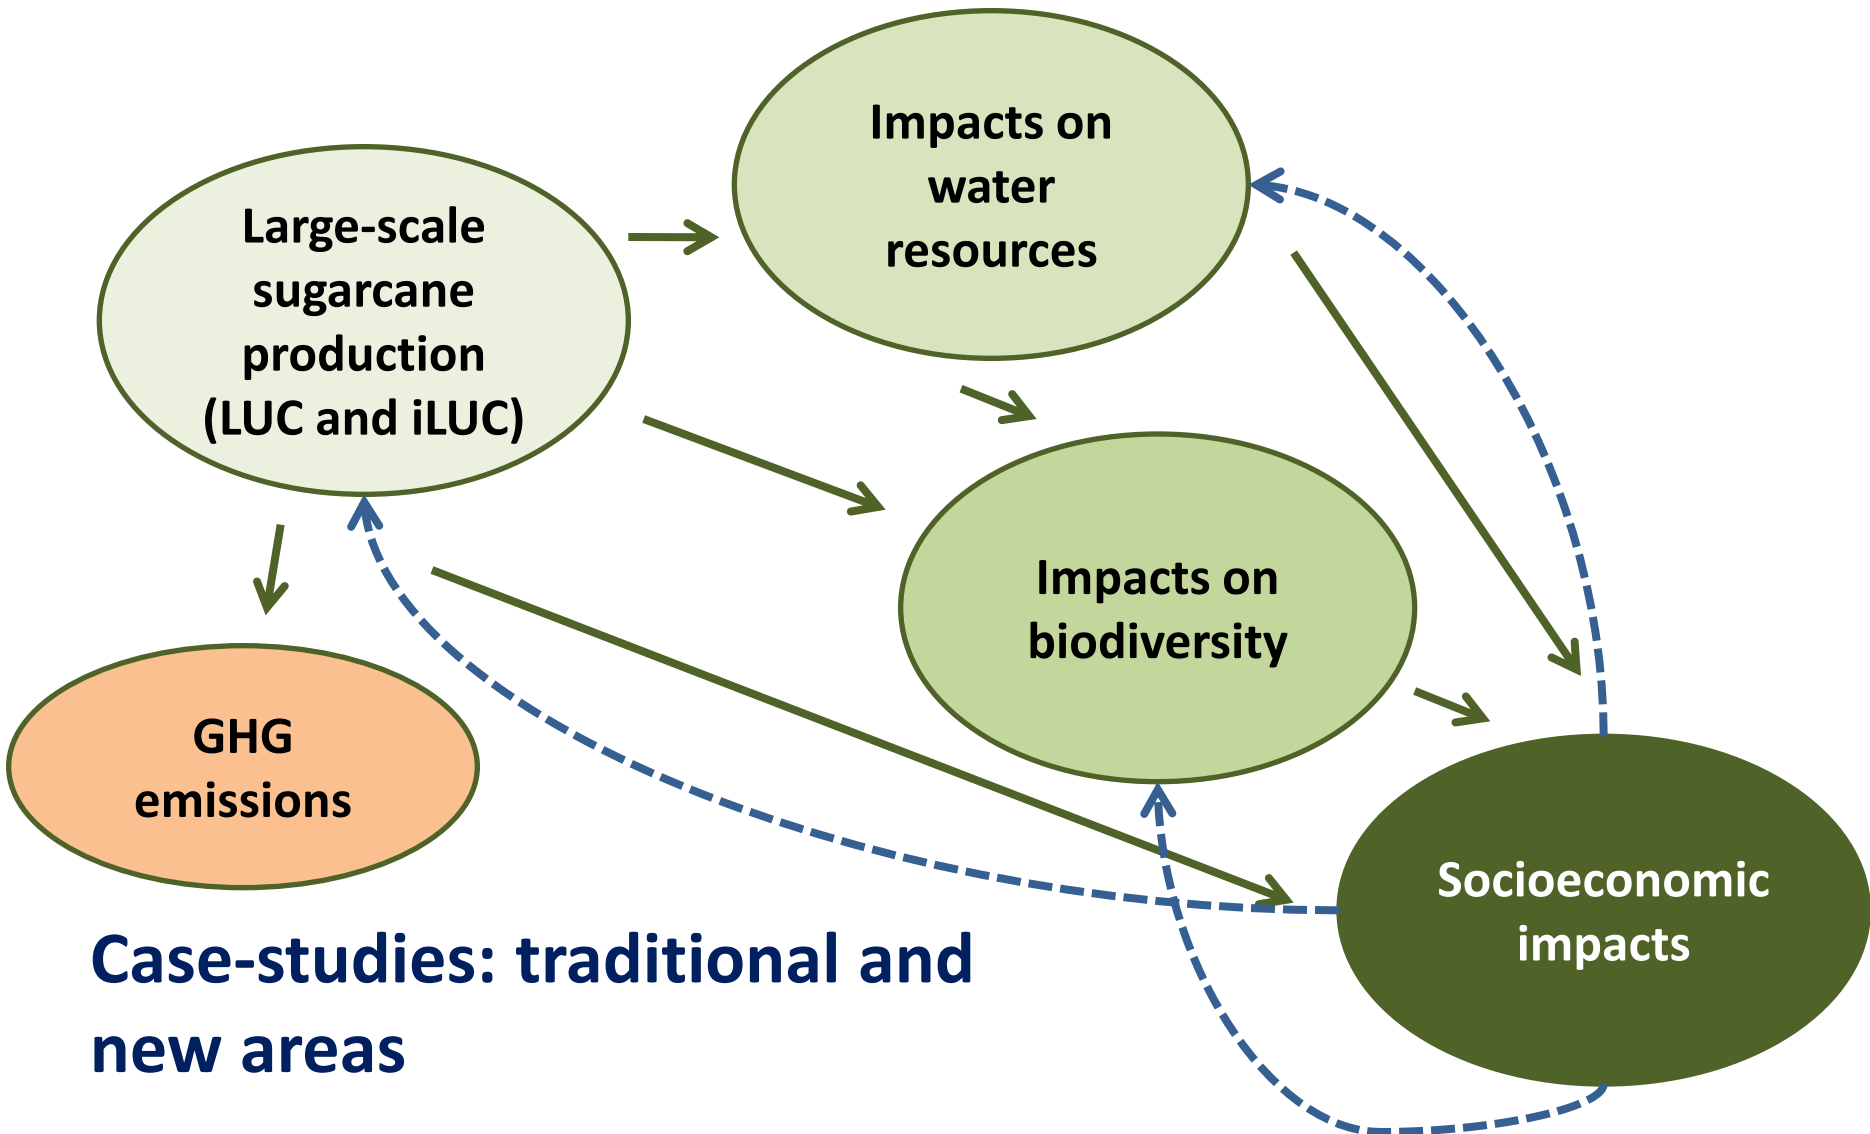 Impacts on
water
resources
Large-scale
sugarcane
production
(LUC and iLUC)
Impacts on
biodiversity
GHG
emissions
Socioeconomic
impacts
Case-studies: traditional and
new areas